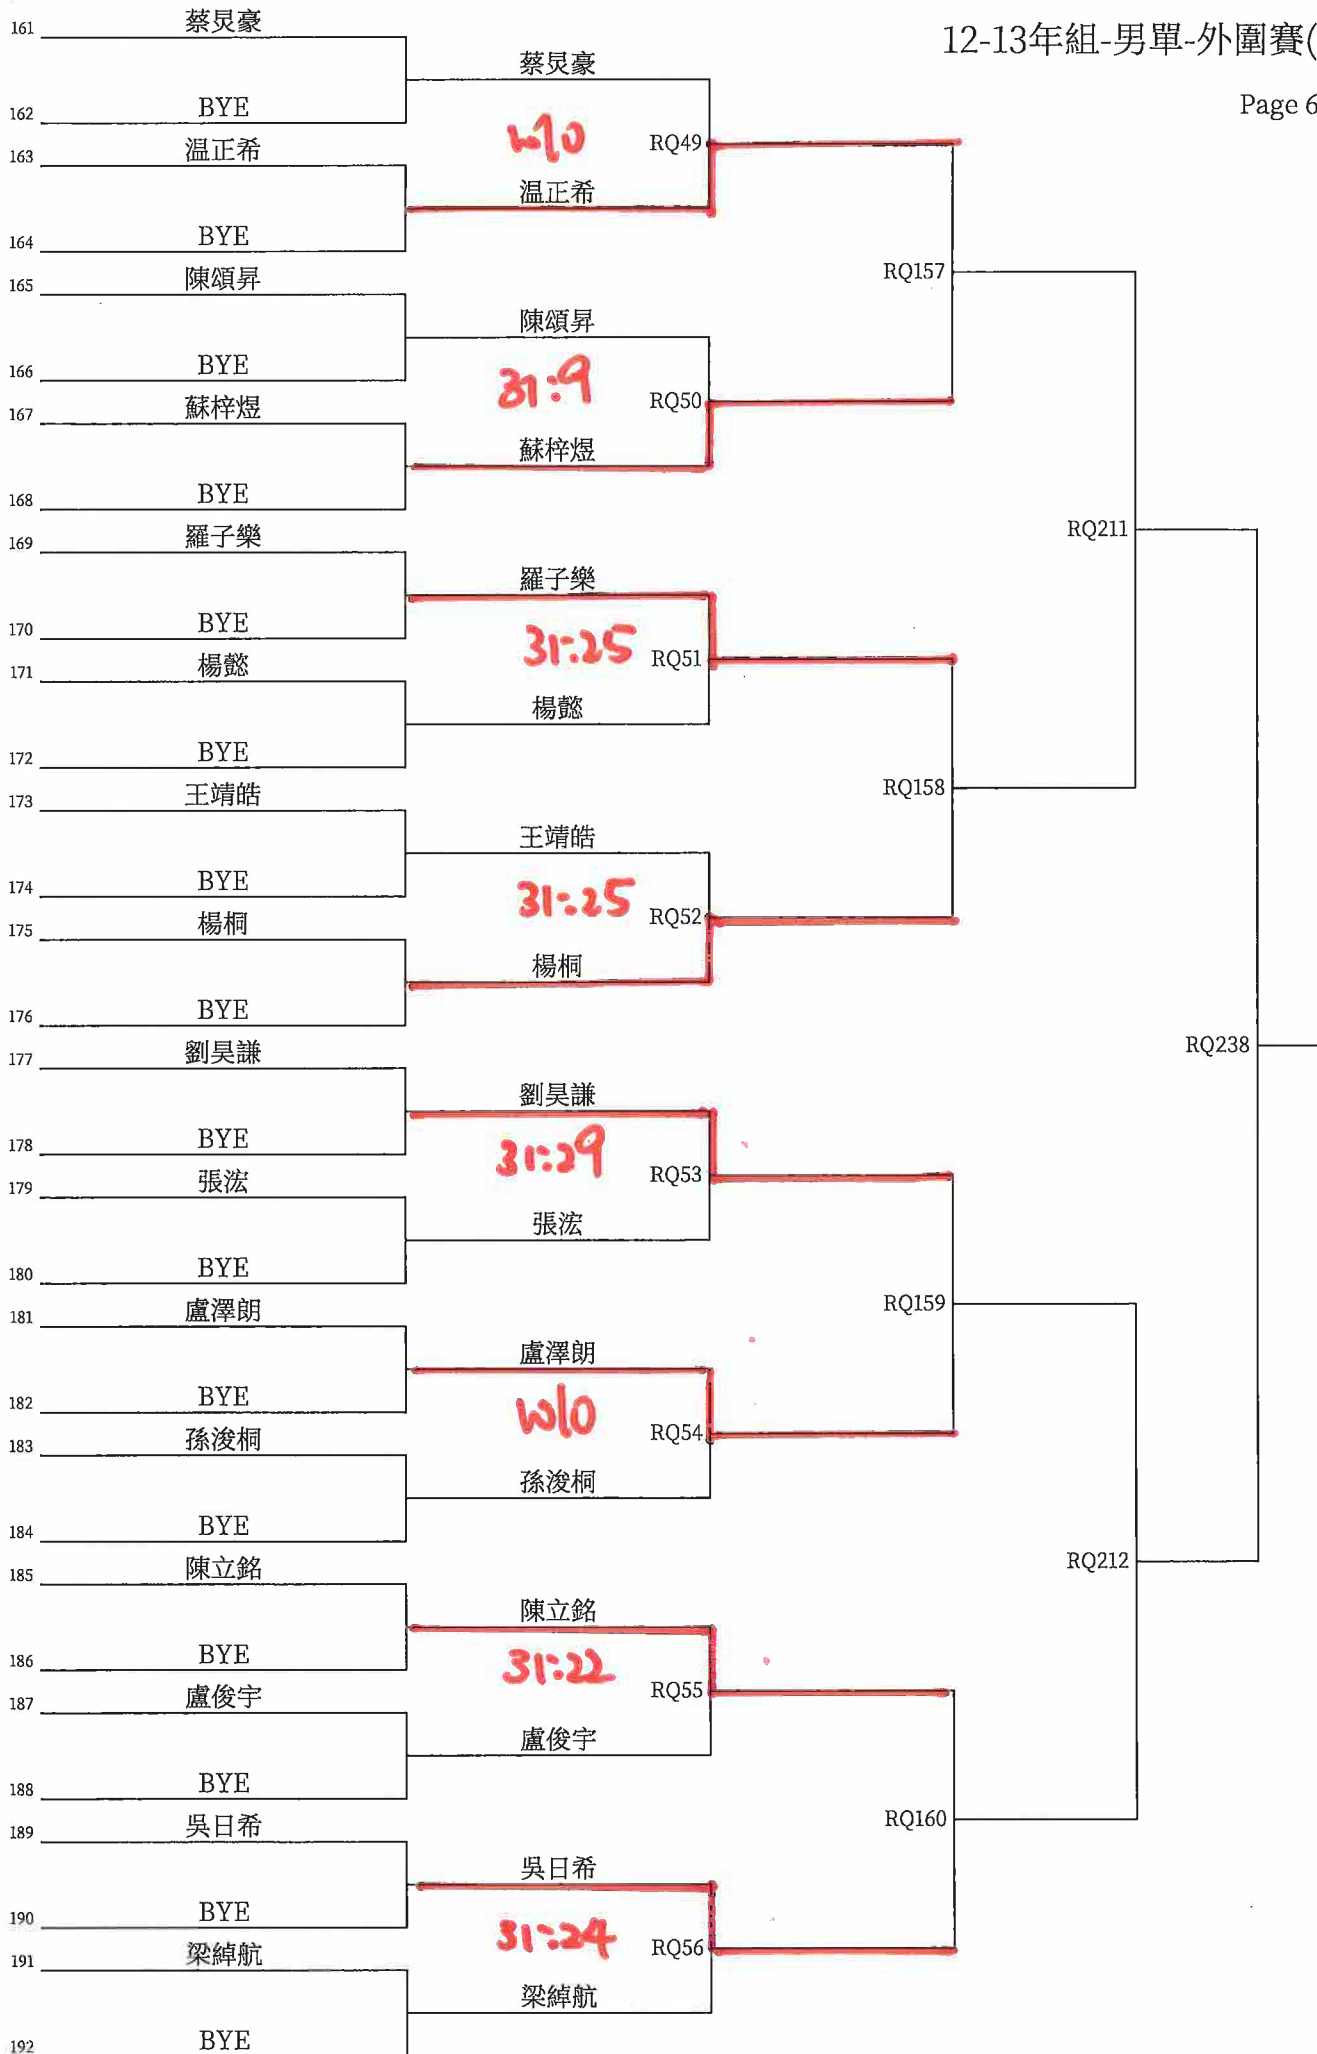 12-13年組-男單-外圍賽(
Page 6
161 蔡炅豪
蔡炅豪
162 BYE
w/o RQ49
163 温正希
温正希
164 BYE
RQ157
165 陳頌昇
陳頌昇
166 BYE
31:9 RQ50
167 蘇梓煜
蘇梓煜
168 BYE
RQ211
169 羅子樂
羅子樂
170 BYE
31:25 RQ51
171 楊懿
楊懿
172 BYE
RQ158
173 王靖皓
王靖皓
174 BYE
31:25 RQ52
175 楊桐
楊桐
176 BYE
RQ238
177 劉昊謙
劉昊謙
178 BYE
31:29 RQ53
179 張浤
張浤
180 BYE
RQ159
181 盧澤朗
盧澤朗
182 BYE
w/o RQ54
183 孫浚桐
孫浚桐
184 BYE
RQ212
185 陳立銘
陳立銘
186 BYE
31:22 RQ55
187 盧俊宇
盧俊宇
188 BYE
RQ160
189 吳日希
吳日希
190 BYE
31:24 RQ56
191 梁綽航
梁綽航
192 BYE